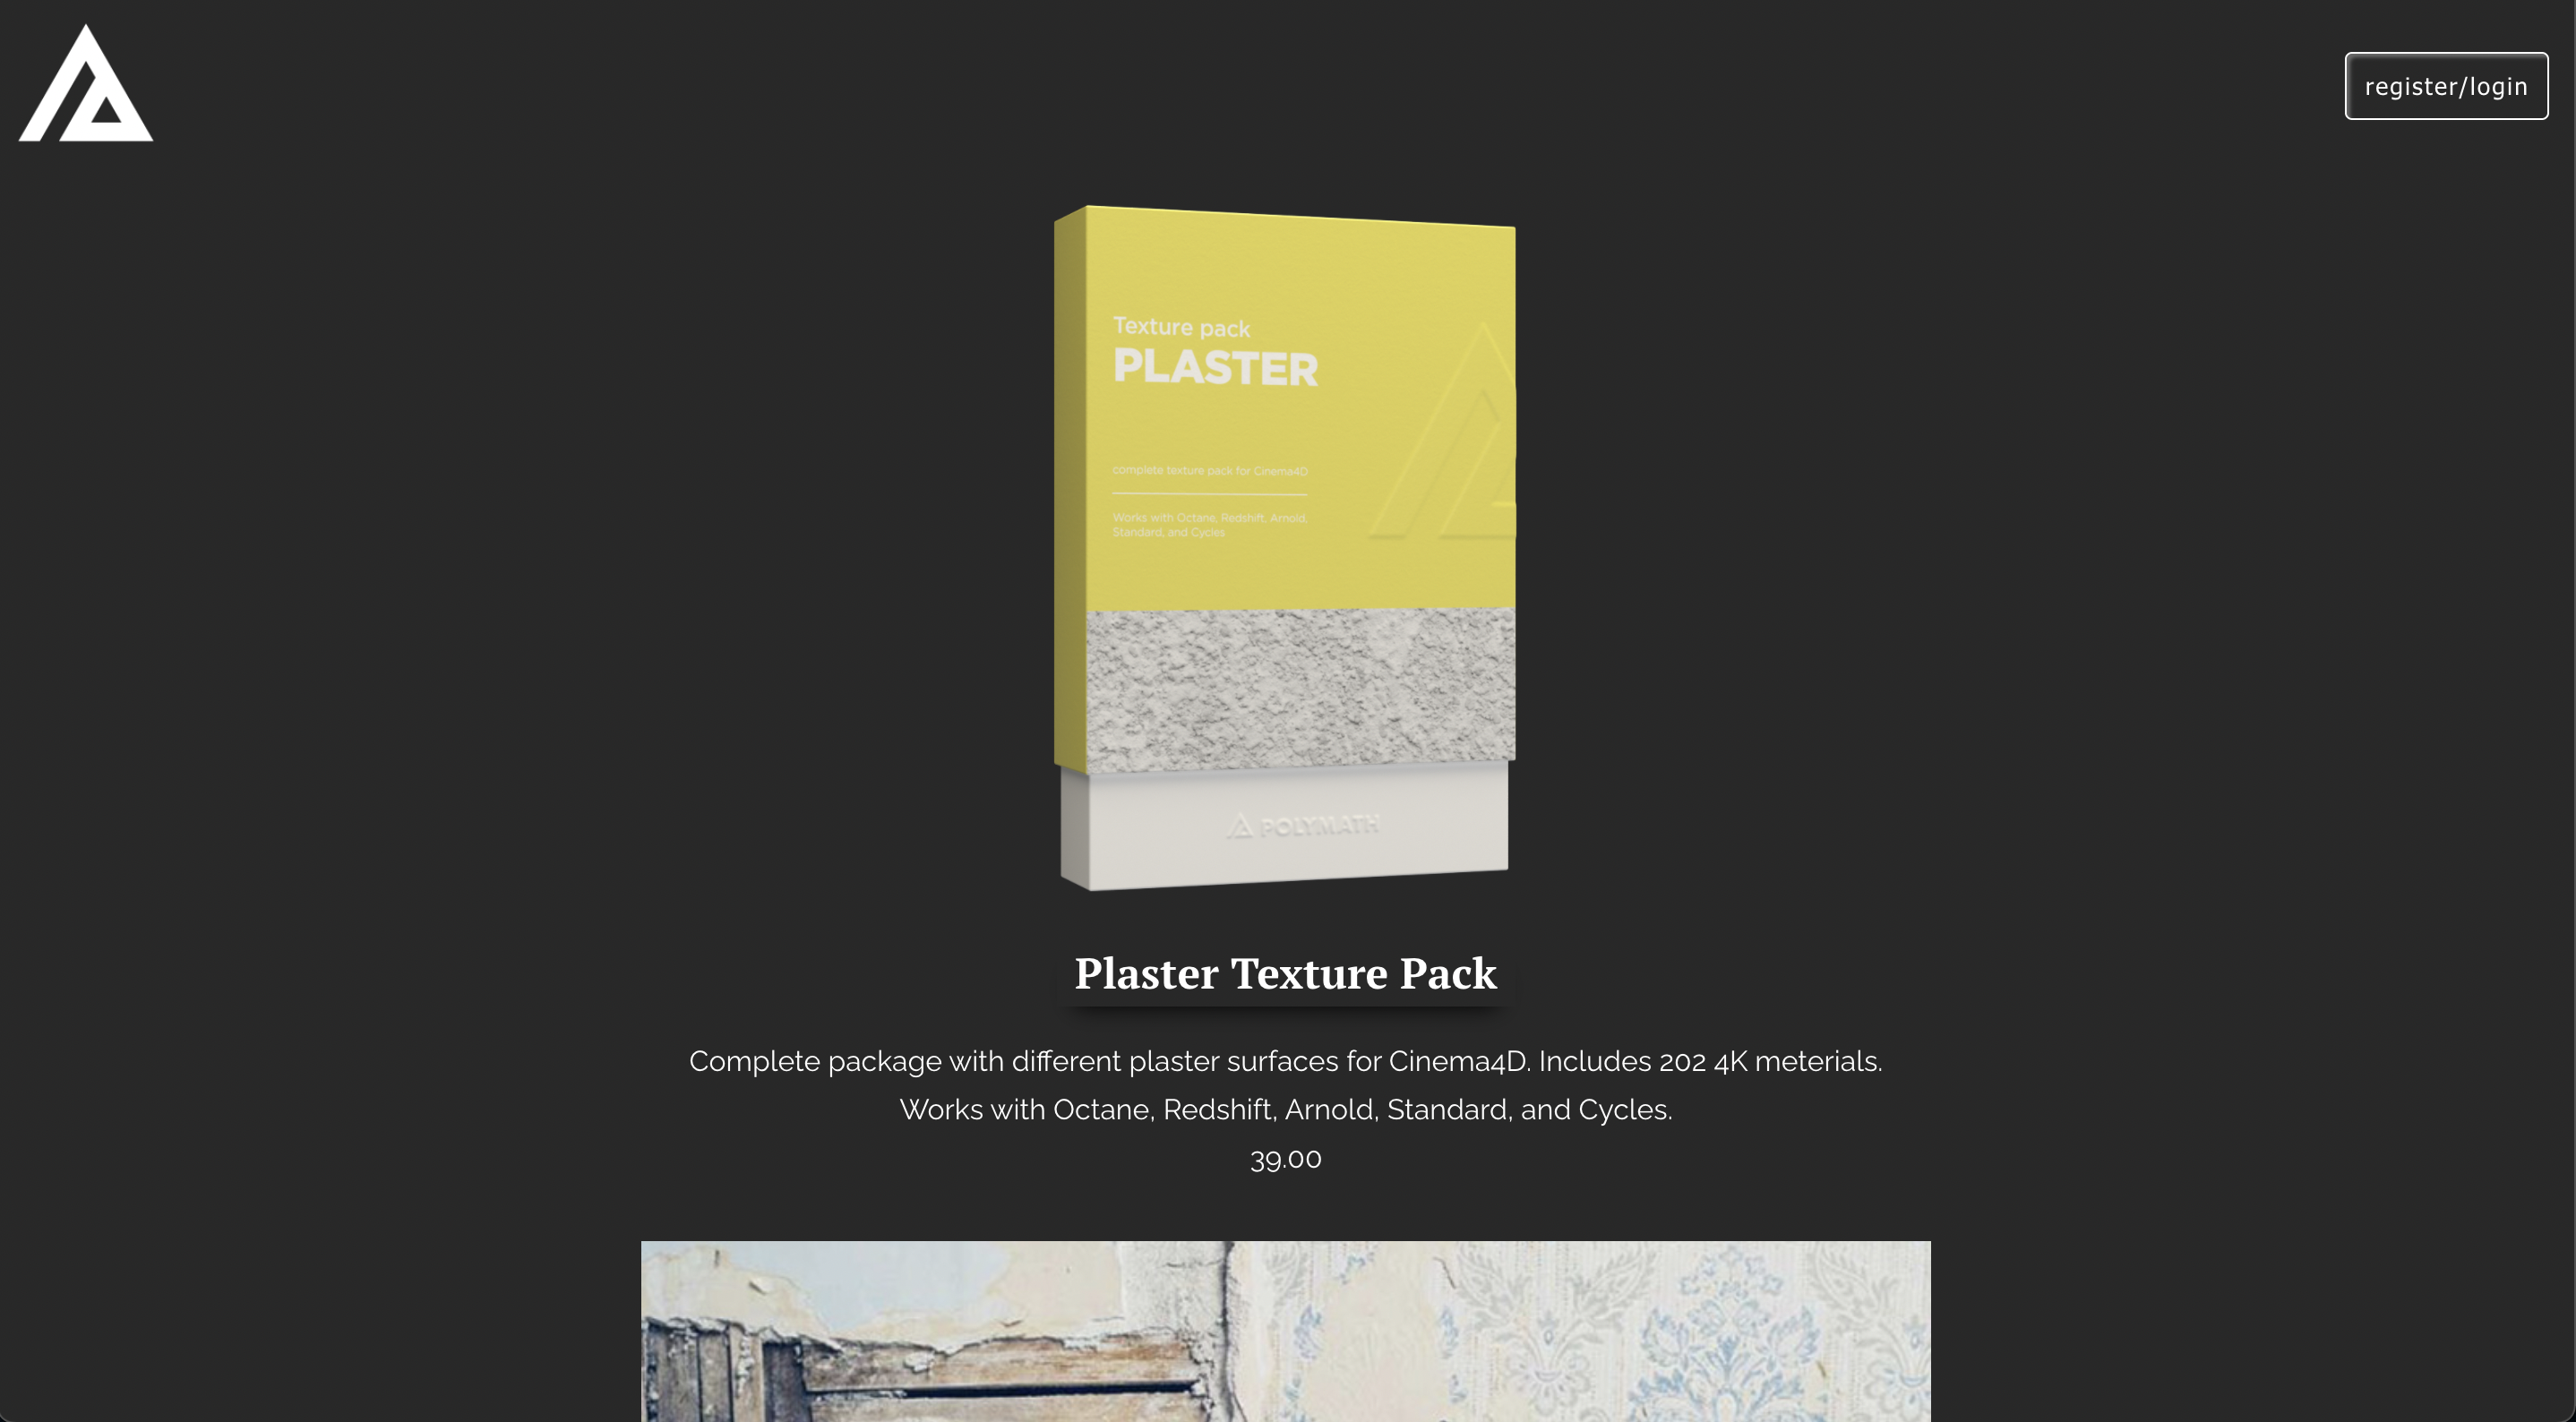 register/login
Texture pack
PLASTER
complete texture pack for Cinema4D
Works with Octane, Redshift, Arnold,
Standard, and Cycles
POLYMATH
Plaster Texture Pack
Complete package with different plaster surfaces for Cinema4D. Includes 202 4K meterials.
Works with Octane, Redshift, Arnold, Standard, and Cycles.
39.00